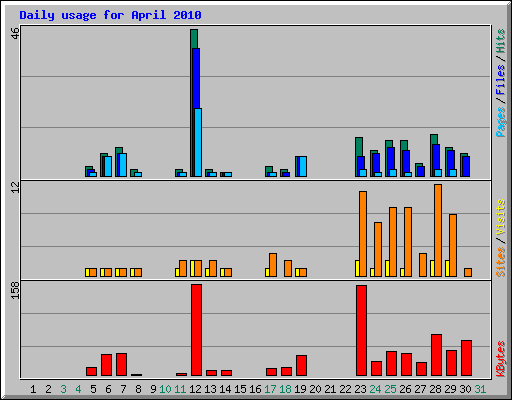 Daily usage for April 2010
46
12
158
Pages / Files / Hits
Sites / Visits
KBytes
1 2 3 4 5 6 7 8 9 10 11 12 13 14 15 16 17 18 19 20 21 22 23 24 25 26 27 28 29 30 31